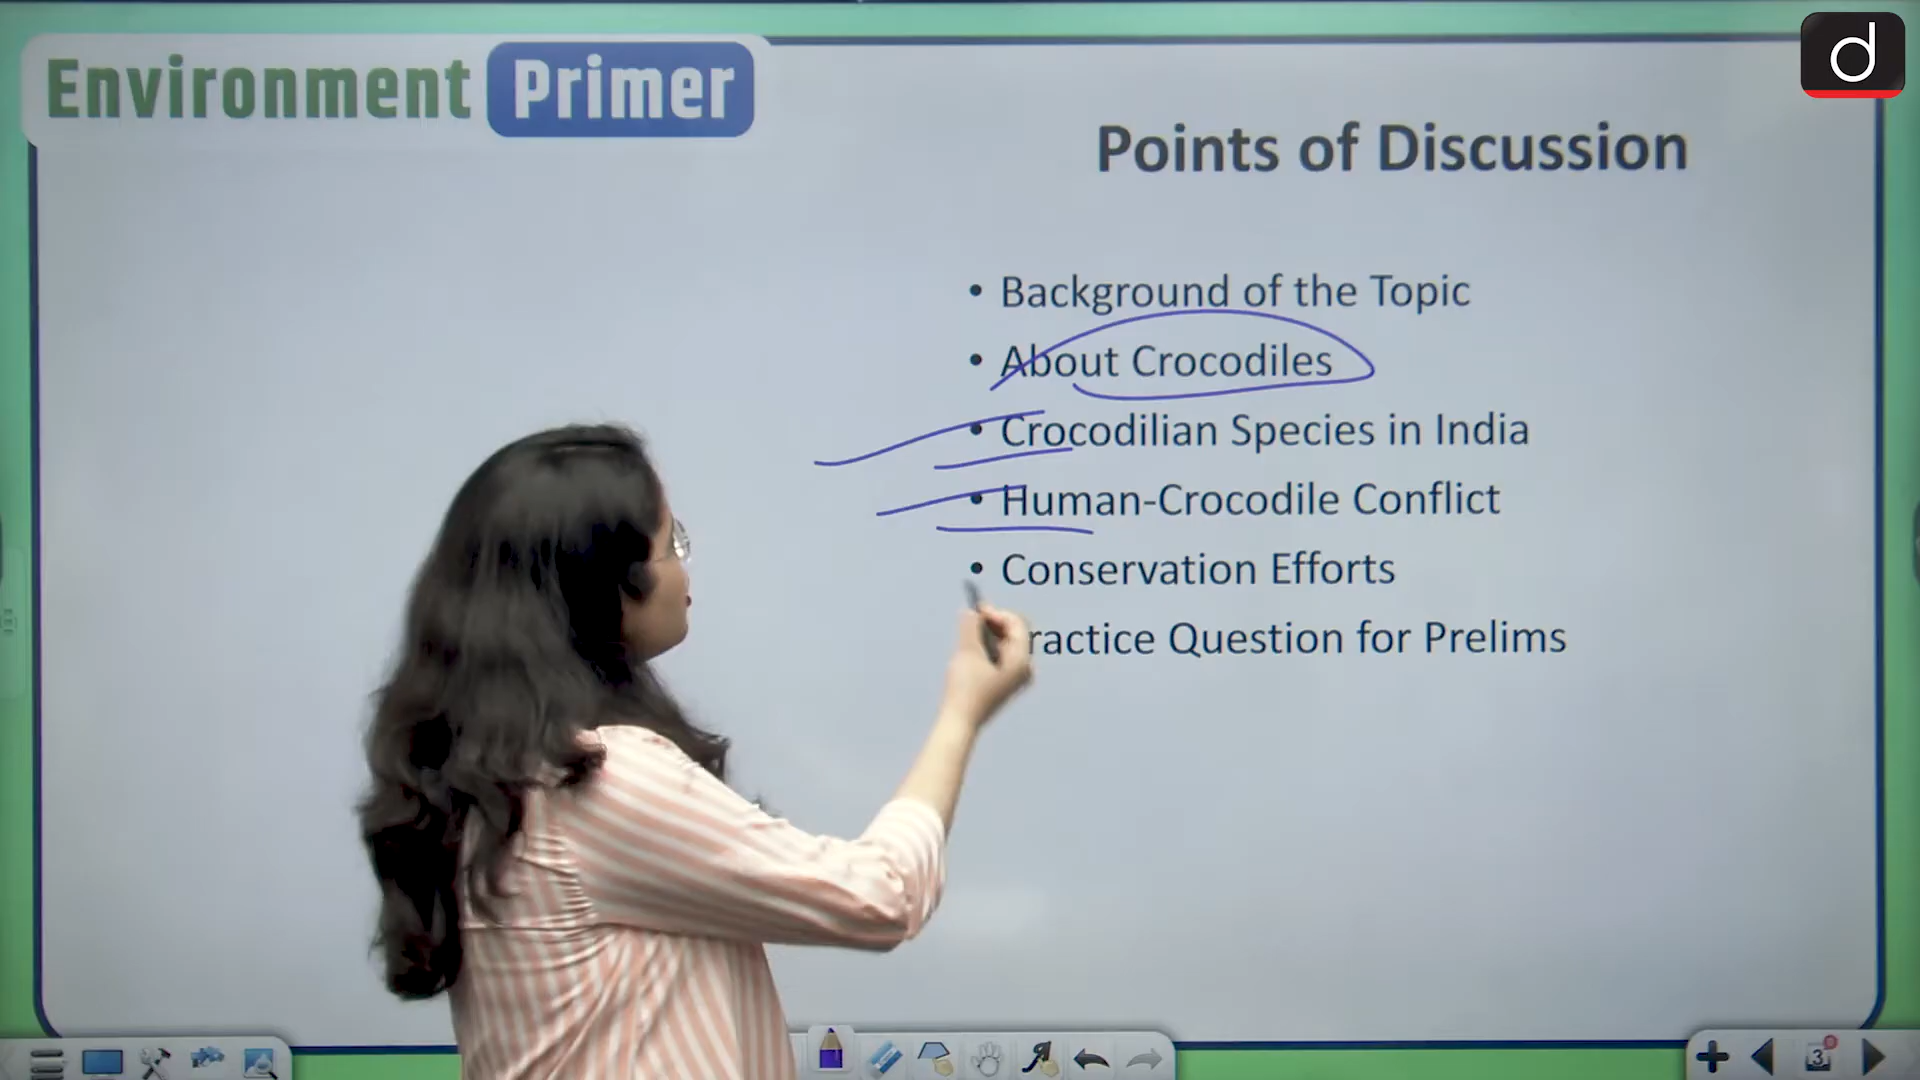 Environment Primer
d
Points of Discussion
• Background of the Topic
• About Crocodiles
• Crocodilian Species in India
• Human-Crocodile Conflict
• Conservation Efforts
ractice Question for Prelims
3